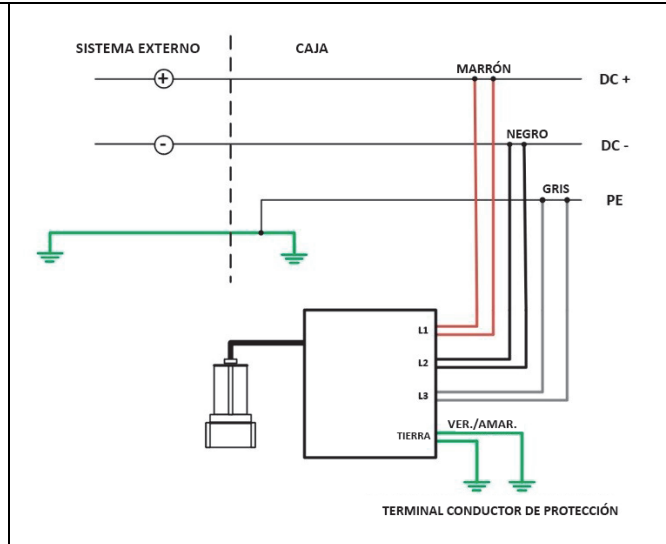 SISTEMA EXTERNO
CAJA
MARRÓN
+
DC +
NEGRO
-
DC -
GRIS
PE
L1
L2
L3
VER./AMAR.
TIERRA
TERMINAL CONDUCTOR DE PROTECCIÓN